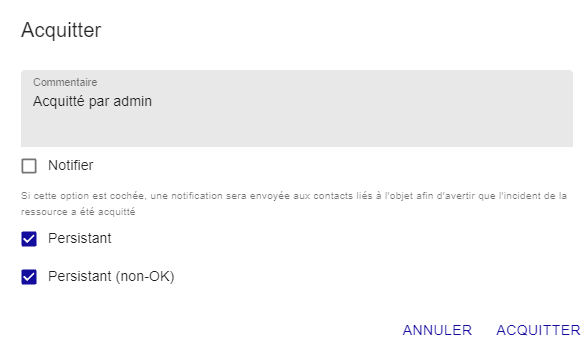 Acquitter
Commentaire
Acquitté par admin
Notifier
Si cette option est cochée, une notification sera envoyée aux contacts liés à l'objet afin d'avertir que l'incident de la
ressource a été acquitté
Persistant
Persistant (non-OK)
ANNULER ACQUITTER